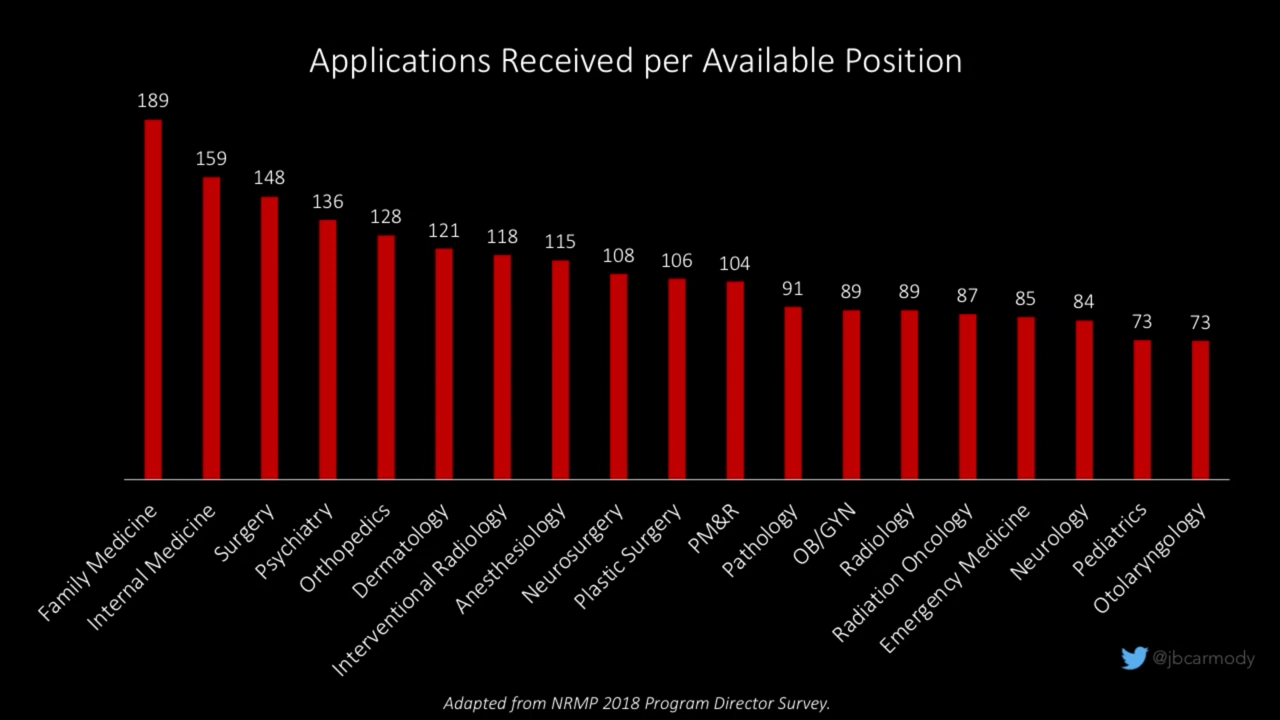 Applications Received per Available Position
189
159
148
136
128
121
118
115
108
106
104
91
89
89
87
85
84
73
73
Family Medicine
Internal Medicine
Surgery
Psychiatry
Orthopedics
Dermatology
Interventional Radiology
Anesthesiology
Neurosurgery
Plastic Surgery
PM&R
Pathology
OB/GYN
Radiology
Radiation Oncology
Emergency Medicine
Neurology
Pediatrics
Otolaryngology
@jbcarmody
Adapted from NRMP 2018 Program Director Survey.